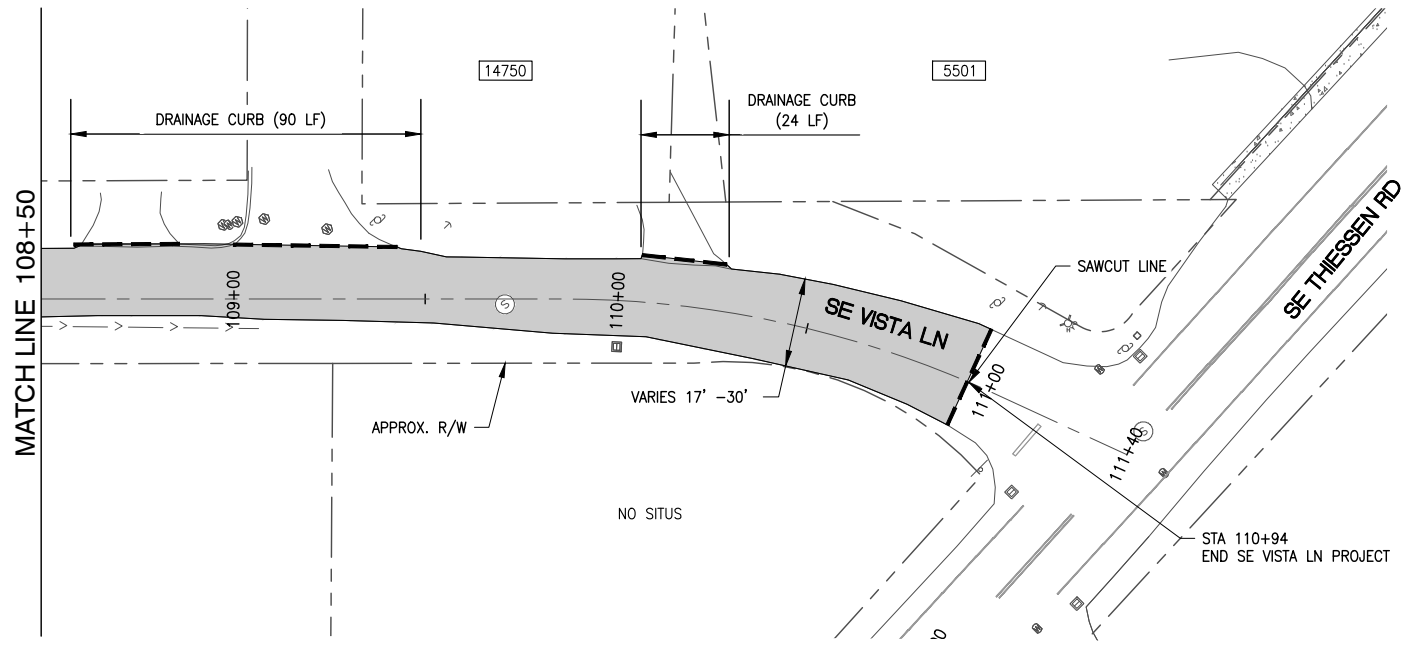 14750
5501
DRAINAGE CURB (90 LF)
DRAINAGE CURB
(24 LF)
MATCH LINE 108+50
109+00
S
110+00
SE VISTA LN
SAWCUT LINE
SE THIESSEN RD
111+00
VARIES 17' -30'
APPROX. R/W
111+40
S
NO SITUS
STA 110+94
END SE VISTA LN PROJECT